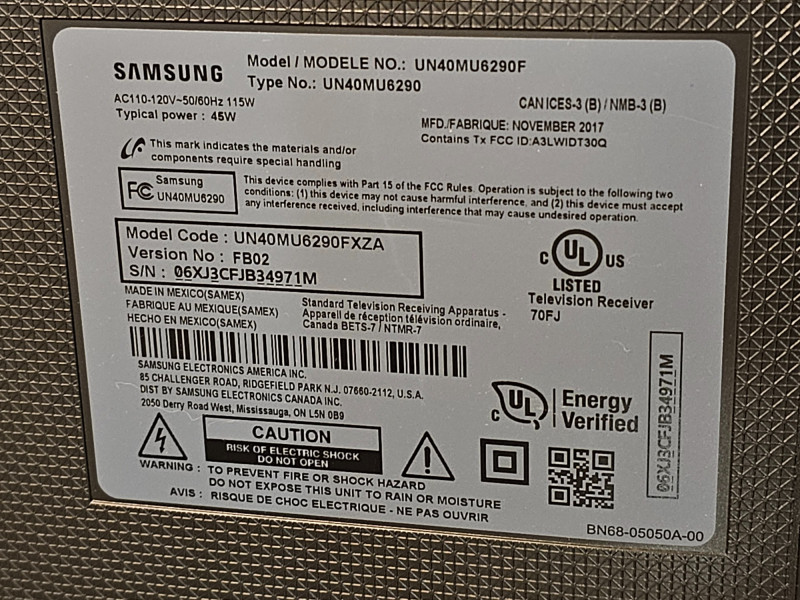 SAMSUNG
Model / MODELE NO.: UN40MU6290F
Type No.: UN40MU6290
AC110-120V~50/60Hz 115W
Typical power : 45W
CAN ICES-3 (B) / NMB-3 (B)
MFD./FABRIQUE: NOVEMBER 2017
Contains Tx FCC ID:A3LWIDT30Q
This mark indicates the materials and/or
components require special handling
FC Samsung
UN40MU6290
This device complies with Part 15 of the FCC Rules. Operation is subject to the following two
conditions: (1) this device may not cause harmful interference, and (2) this device must accept
any interference received, including interference that may cause undesired operation.
Model Code : UN40MU6290FXZA
Version No : FB02
S/N : 06XJ3CFJB34971M
C UL US
LISTED
Television Receiver
70FJ
MADE IN MEXICO(SAMEX)
FABRIQUE AU MEXIQUE(SAMEX)
HECHO EN MEXICO(SAMEX)
Standard Television Receiving Apparatus -
Appareil de réception télévision ordinaire,
Canada BETS-7 / NTMR-7
SAMSUNG ELECTRONICS AMERICA INC.
85 CHALLENGER ROAD, RIDGEFIELD PARK N.J. 07660-2112, U.S.A.
DIST BY SAMSUNG ELECTRONICS CANADA INC.
2050 Derry Road West, Mississauga, ON L5N 0B9
C UL Energy
Verified
06XJ3CFJB34971M
CAUTION
RISK OF ELECTRIC SHOCK
DO NOT OPEN
WARNING : TO PREVENT FIRE OR SHOCK HAZARD
DO NOT EXPOSE THIS UNIT TO RAIN OR MOISTURE
AVIS : RISQUE DE CHOC ELECTRIQUE - NE PAS OUVRIR
BN68-05050A-00